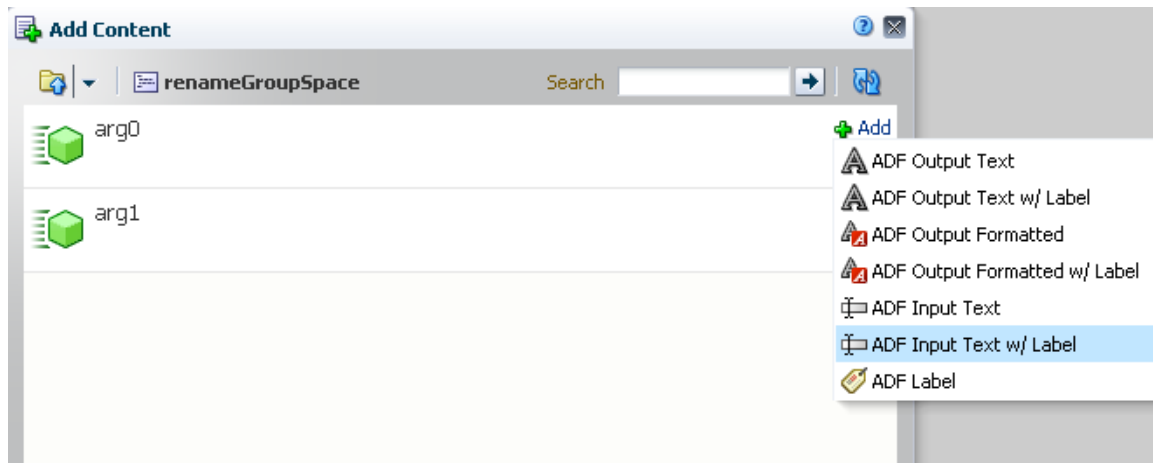 Add Content
renameGroupSpace Search
arg0 Add
ADF Output Text
ADF Output Text w/ Label
arg1
ADF Output Formatted
ADF Output Formatted w/ Label
ADF Input Text
ADF Input Text w/ Label
ADF Label